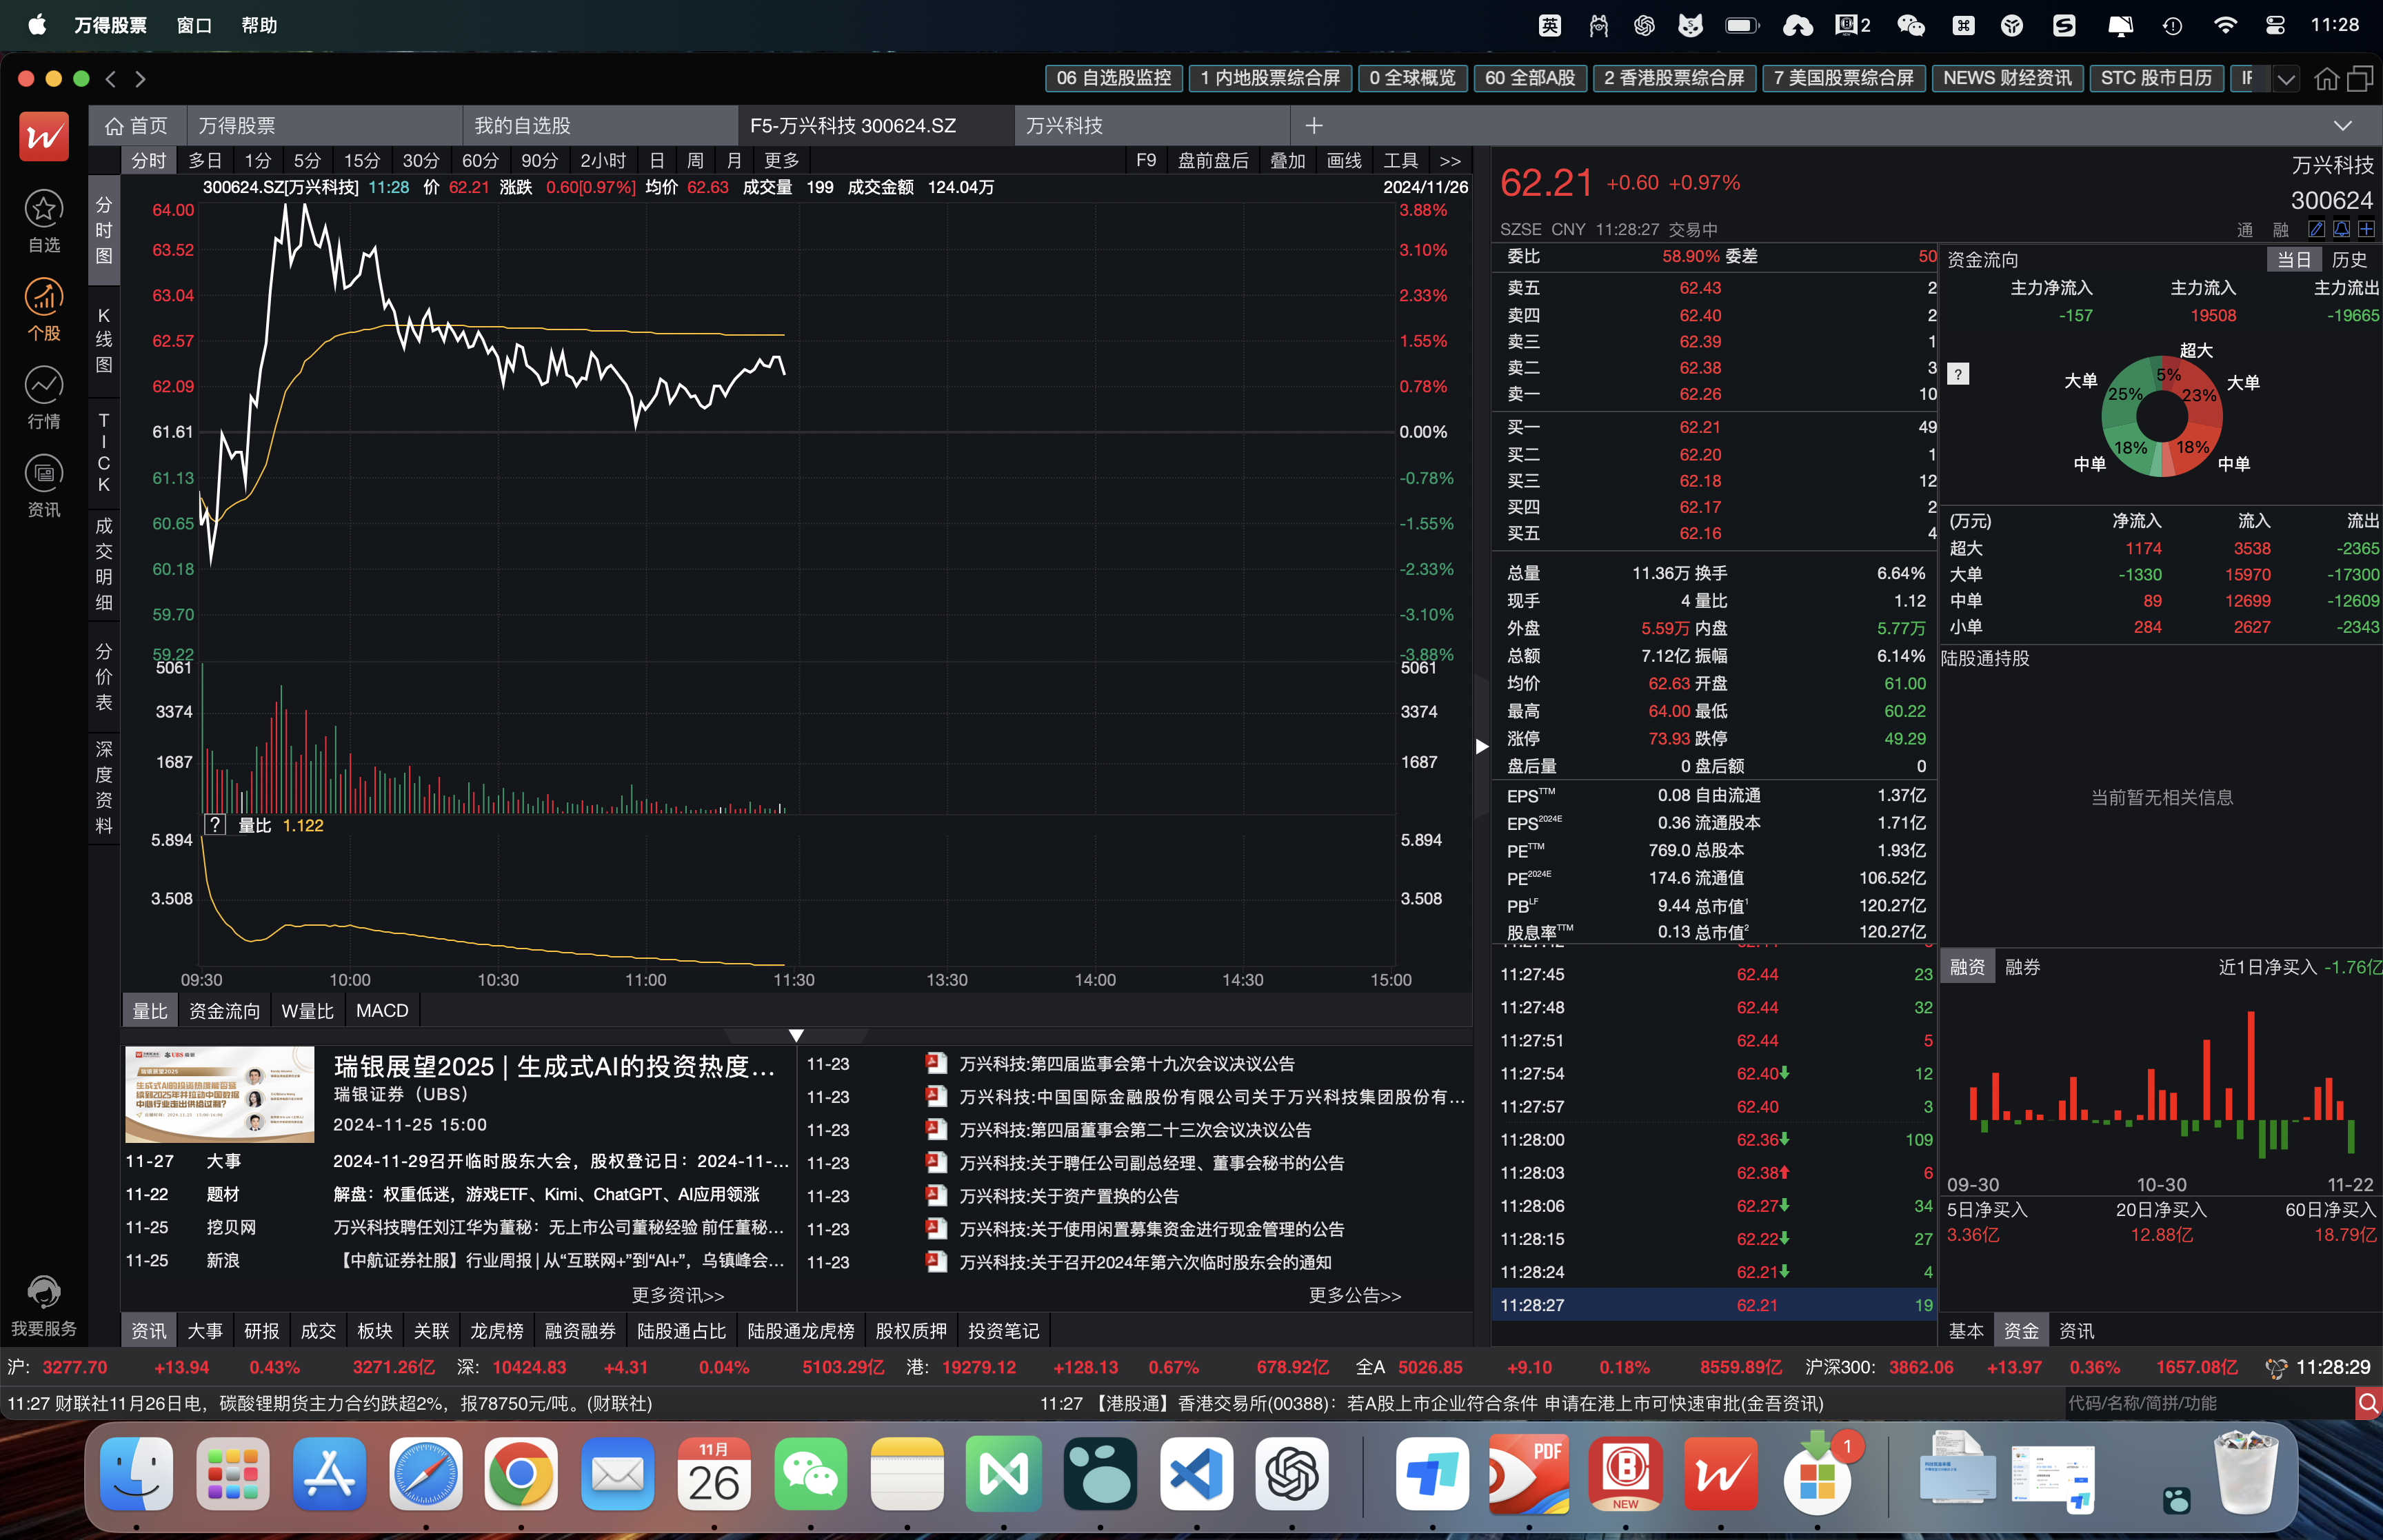 万得股票 窗口 帮助 英 2 11:28
06 自选股监控 1 内地股票综合屏 0 全球概览 60 全部A股 2 香港股票综合屏 7 美国股票综合屏 NEWS 财经资讯 STC 股市日历
首页 万得股票 我的自选股 F5-万兴科技 300624.SZ 万兴科技
分时 多日 1分 5分 15分 30分 60分 90分 2小时 日 周 月 更多 F9 盘前盘后 叠加 画线 工具 >>
300624.SZ[万兴科技] 11:28 价 62.21 涨跌 0.60[0.97%] 均价 62.63 成交量 199 成交金额 124.04万 2024/11/26
自选
个股
行情
资讯
我要服务
分时图
K线图
TICK
成交明细
分价表
深度资料
64.00 3.88%
63.52 3.10%
63.04 2.33%
62.57 1.55%
62.09 0.78%
61.61 0.00%
61.13 -0.78%
60.65 -1.55%
60.18 -2.33%
59.70 -3.10%
59.22 -3.88%
5061 5061
3374 3374
1687 1687
? 量比 1.122
5.894 5.894
3.508 3.508
09:30 10:00 10:30 11:00 11:30 13:30 14:00 14:30 15:00
量比 资金流向 W量比 MACD
瑞银展望2025 | 生成式AI的投资热度...
瑞银证券（UBS）
2024-11-25 15:00
11-27 大事 2024-11-29召开临时股东大会，股权登记日：2024-11-...
11-22 题材 解盘：权重低迷，游戏ETF、Kimi、ChatGPT、AI应用领涨
11-25 挖贝网 万兴科技聘任刘江华为董秘：无上市公司董秘经验 前任董秘...
11-25 新浪 【中航证券社服】行业周报 | 从“互联网+”到“AI+”，乌镇峰会...
更多资讯>>
11-23 万兴科技:第四届监事会第十九次会议决议公告
11-23 万兴科技:中国国际金融股份有限公司关于万兴科技集团股份有...
11-23 万兴科技:第四届董事会第二十三次会议决议公告
11-23 万兴科技:关于聘任公司副总经理、董事会秘书的公告
11-23 万兴科技:关于资产置换的公告
11-23 万兴科技:关于使用闲置募集资金进行现金管理的公告
11-23 万兴科技:关于召开2024年第六次临时股东会的通知
更多公告>>
资讯 大事 研报 成交 板块 关联 龙虎榜 融资融券 陆股通占比 陆股通龙虎榜 股权质押 投资笔记
62.21 +0.60 +0.97% 万兴科技
300624
SZSE CNY 11:28:27 交易中 通 融
委比 58.90% 委差 50
卖五 62.43 2
卖四 62.40 2
卖三 62.39 1
卖二 62.38 3
卖一 62.26 10
买一 62.21 49
买二 62.20 1
买三 62.18 12
买四 62.17 2
买五 62.16 4
总量 11.36万 换手 6.64%
现手 4 量比 1.12
外盘 5.59万 内盘 5.77万
总额 7.12亿 振幅 6.14%
均价 62.63 开盘 61.00
最高 64.00 最低 60.22
涨停 73.93 跌停 49.29
盘后量 0 盘后额 0
EPSTTM 0.08 自由流通 1.37亿
EPS2024E 0.36 流通股本 1.71亿
PETTM 769.0 总股本 1.93亿
PE2024E 174.6 流通值 106.52亿
PBLF 9.44 总市值1 120.27亿
股息率TTM 0.13 总市值2 120.27亿
11:27:45 62.44 23
11:27:48 62.44 32
11:27:51 62.44 5
11:27:54 62.40 12
11:27:57 62.40 3
11:28:00 62.36 109
11:28:03 62.38 6
11:28:06 62.27 34
11:28:15 62.22 27
11:28:24 62.21 4
11:28:27 62.21 19
资金流向 当日 历史
主力净流入 主力流入 主力流出
-157 19508 -19665
?
超大
大单 5% 大单
25% 23%
18% 18%
中单 中单
(万元) 净流入 流入 流出
超大 1174 3538 -2365
大单 -1330 15970 -17300
中单 89 12699 -12609
小单 284 2627 -2343
陆股通持股
当前暂无相关信息
融资 融券 近1日净买入 -1.76亿
09-30 10-30 11-22
5日净买入 20日净买入 60日净买入
3.36亿 12.88亿 18.79亿
基本 资金 资讯
沪: 3277.70 +13.94 0.43% 3271.26亿 深: 10424.83 +4.31 0.04% 5103.29亿 港: 19279.12 +128.13 0.67% 678.92亿 全A 5026.85 +9.10 0.18% 8559.89亿 沪深300: 3862.06 +13.97 0.36% 1657.08亿 11:28:29
11:27 财联社11月26日电，碳酸锂期货主力合约跌超2%，报78750元/吨。(财联社) 11:27 【港股通】香港交易所(00388)：若A股上市企业符合条件 申请在港上市可快速审批(金吾资讯) 代码/名称/简拼/功能
11月
26
PDF
NEW
1